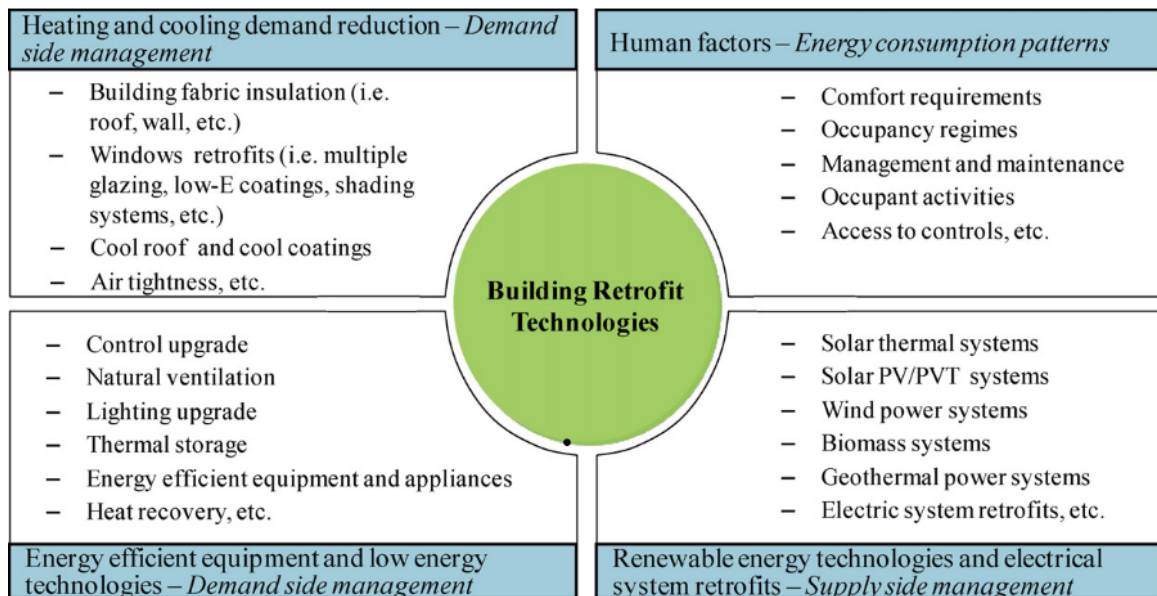 Heating and cooling demand reduction – Demand
side management
– Building fabric insulation (i.e.
roof, wall, etc.)
– Windows retrofits (i.e. multiple
glazing, low-E coatings, shading
systems, etc.)
– Cool roof and cool coatings
– Air tightness, etc.
Human factors – Energy consumption patterns
– Comfort requirements
– Occupancy regimes
– Management and maintenance
– Occupant activities
– Access to controls, etc.
Building Retrofit
Technologies
– Control upgrade
– Natural ventilation
– Lighting upgrade
– Thermal storage
– Energy efficient equipment and appliances
– Heat recovery, etc.
Energy efficient equipment and low energy
technologies – Demand side management
– Solar thermal systems
– Solar PV/PVT systems
– Wind power systems
– Biomass systems
– Geothermal power systems
– Electric system retrofits, etc.
Renewable energy technologies and electrical
system retrofits – Supply side management